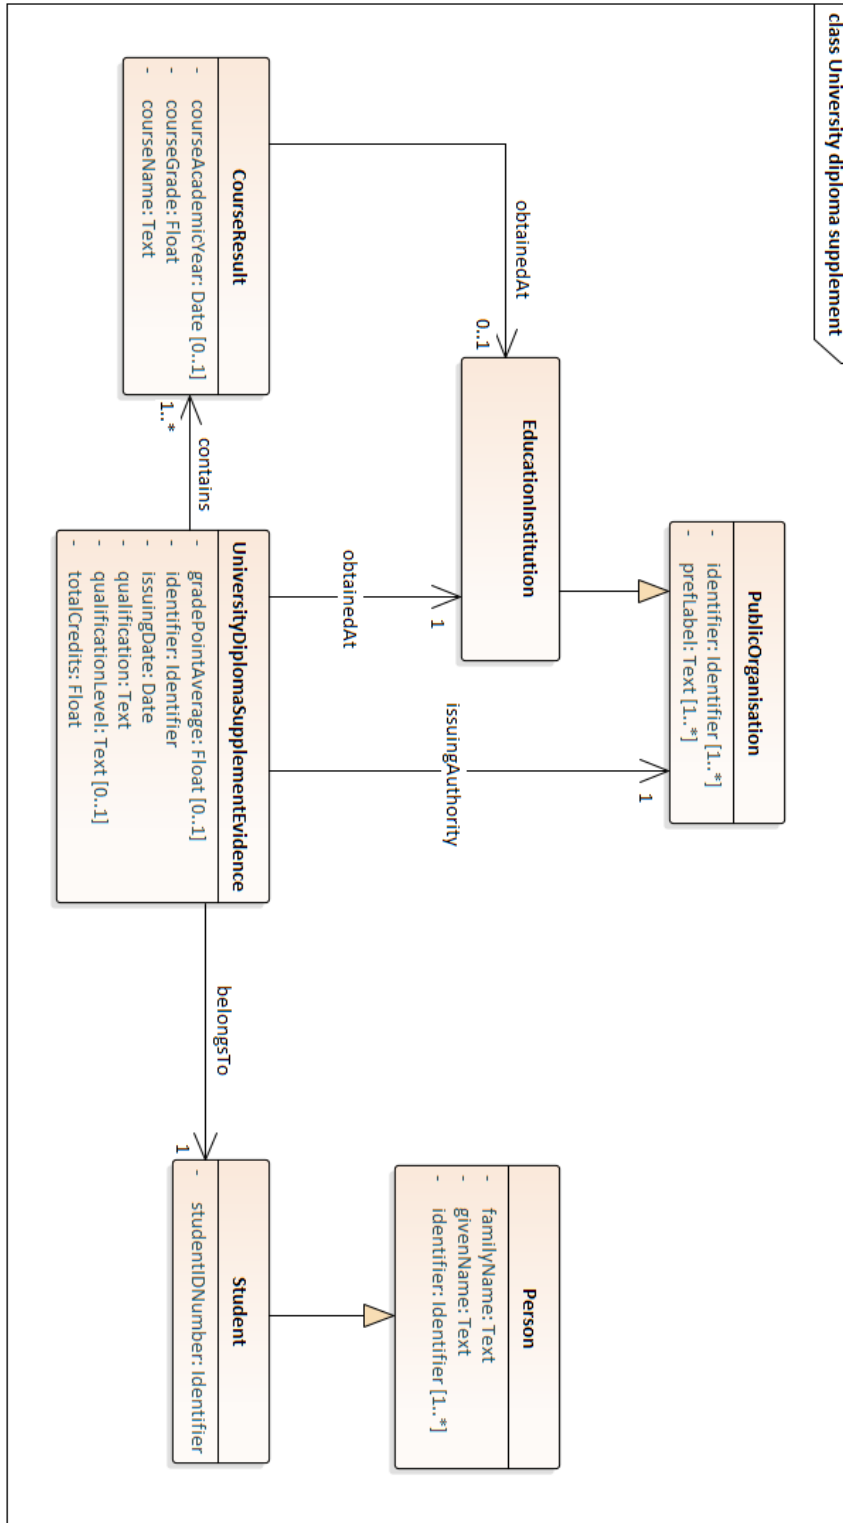 class University diploma supplement
PublicOrganisation
- identifier: Identifier [1..*]
- prefLabel: Text [1..*]
Person
- familyName: Text
- givenName: Text
- identifier: Identifier [1..*]
EducationInstitution
obtainedAt
0..1
1
issuingAuthority
1
obtainedAt
CourseResult
- courseAcademicYear: Date [0..1]
- courseGrade: Float
- courseName: Text
contains
1..*
UniversityDiplomaSupplementEvidence
- gradePointAverage: Float [0..1]
- identifier: Identifier
- issuingDate: Date
- qualification: Text
- qualificationLevel: Text [0..1]
- totalCredits: Float
belongsTo
1
Student
- studentIDNumber: Identifier